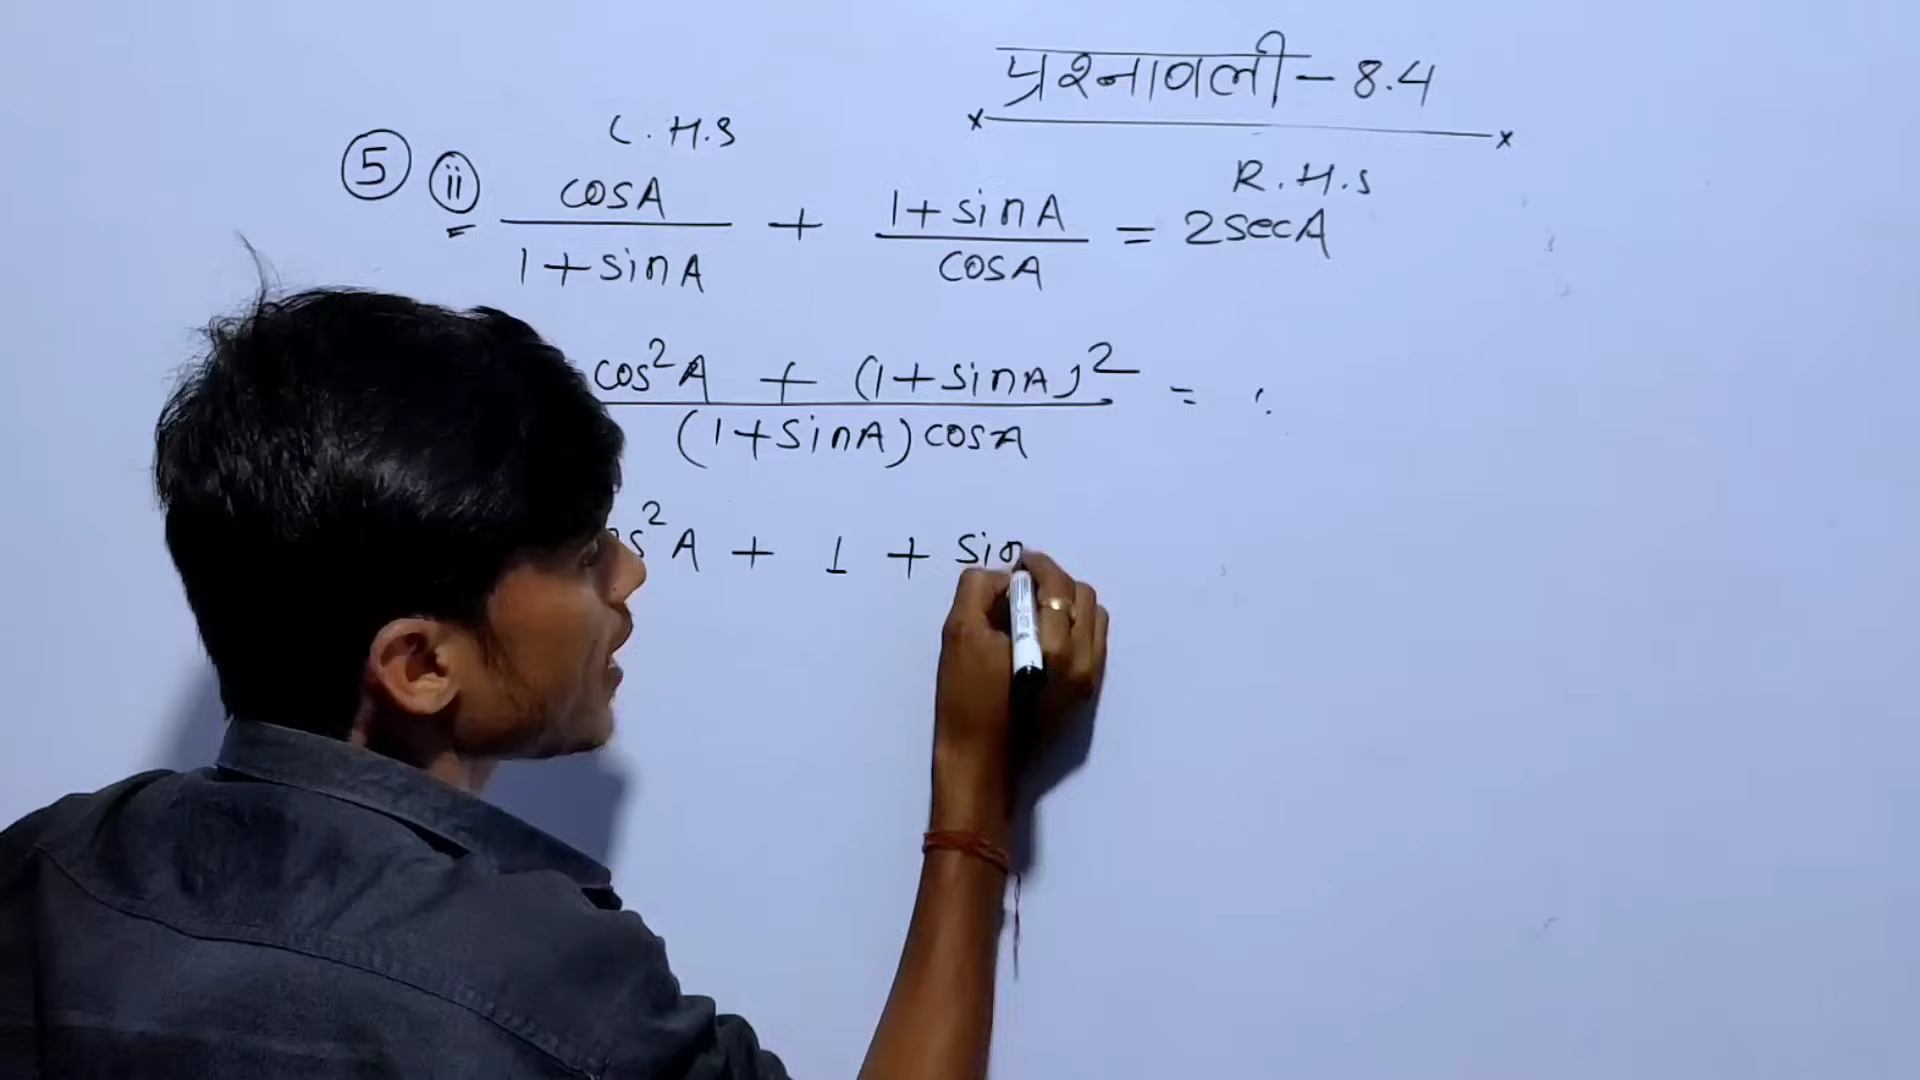 प्रश्नावली - 8.4
L.H.S R.H.S
5 ii cosA / 1+sinA + 1+sinA / cosA = 2secA
cos²A + (1+sinA)² / (1+sinA)cosA =
s²A + 1 + sin